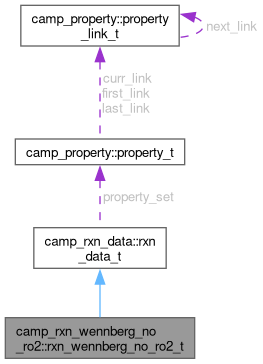 camp_property::property
_link_t
next_link
curr_link
first_link
last_link
camp_property::property_t
property_set
camp_rxn_data::rxn
_data_t
camp_rxn_wennberg_no
_ro2::rxn_wennberg_no_ro2_t